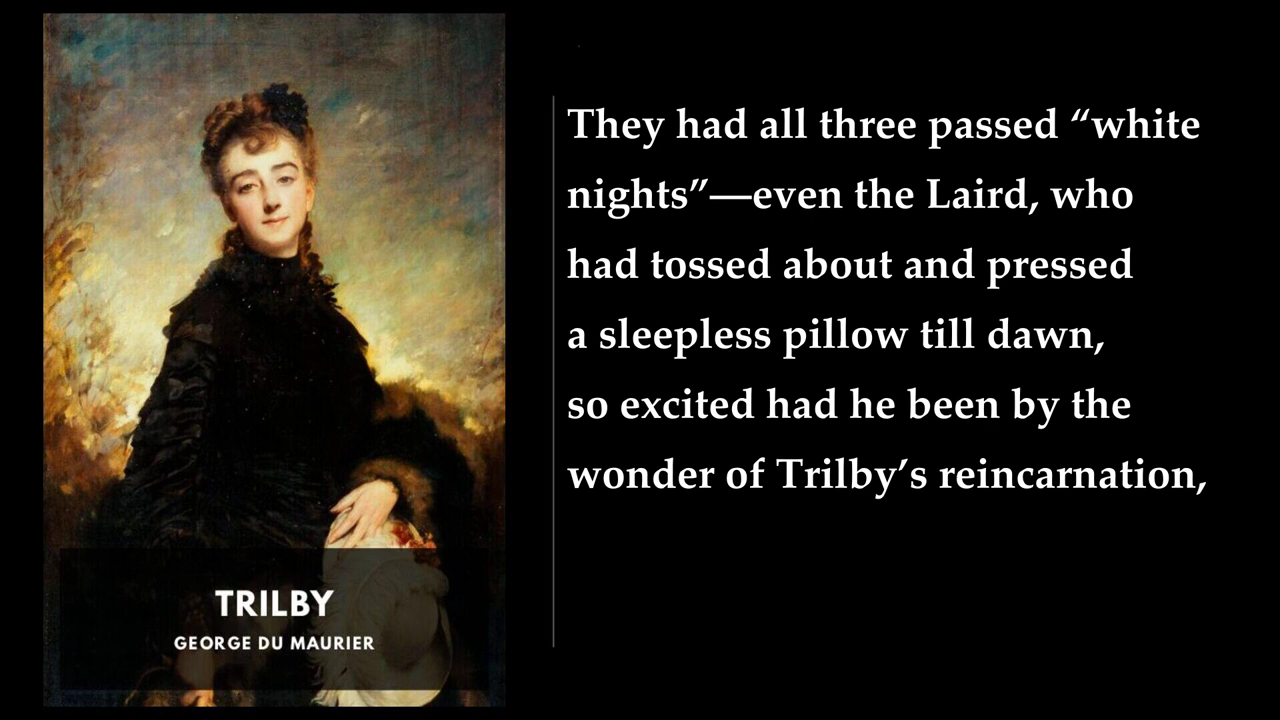 TRILBY
GEORGE DU MAURIER
They had all three passed “white
nights”—even the Laird, who
had tossed about and pressed
a sleepless pillow till dawn,
so excited had he been by the
wonder of Trilby’s reincarnation,